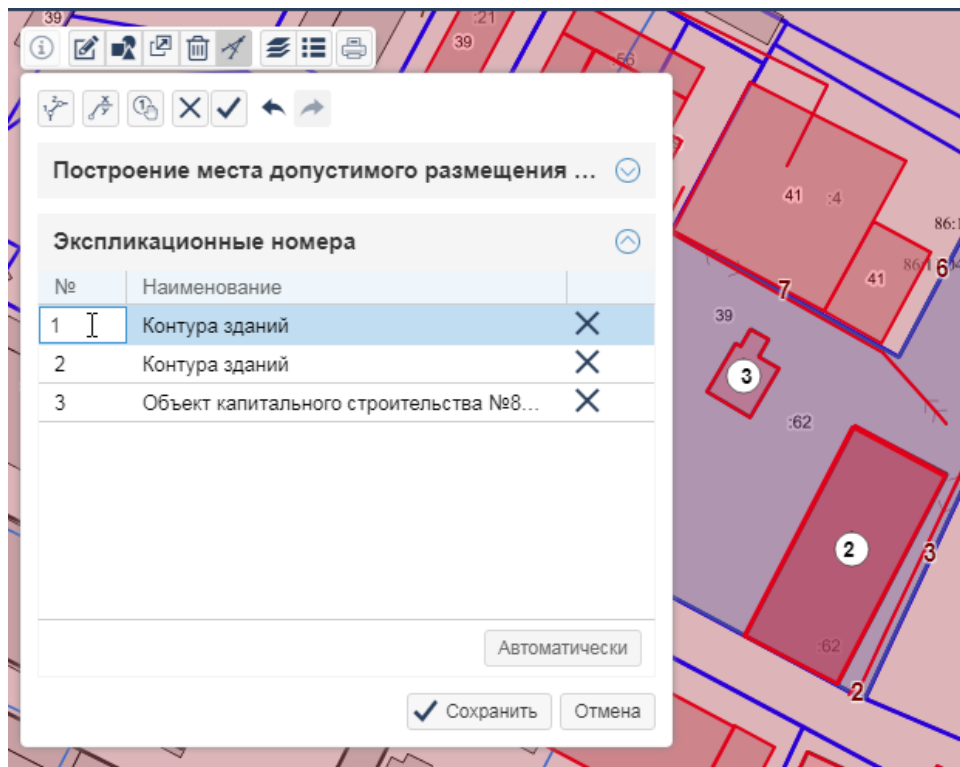 39
:21
39
:56
Построение места допустимого размещения ...
Экспликационные номера
№ Наименование
1 Контура зданий
2 Контура зданий
3 Объект капитального строительства №8...
Автоматически
Сохранить Отмена
41 :4
86:1
41
6
7
39
3
:62
2
3
:62
2